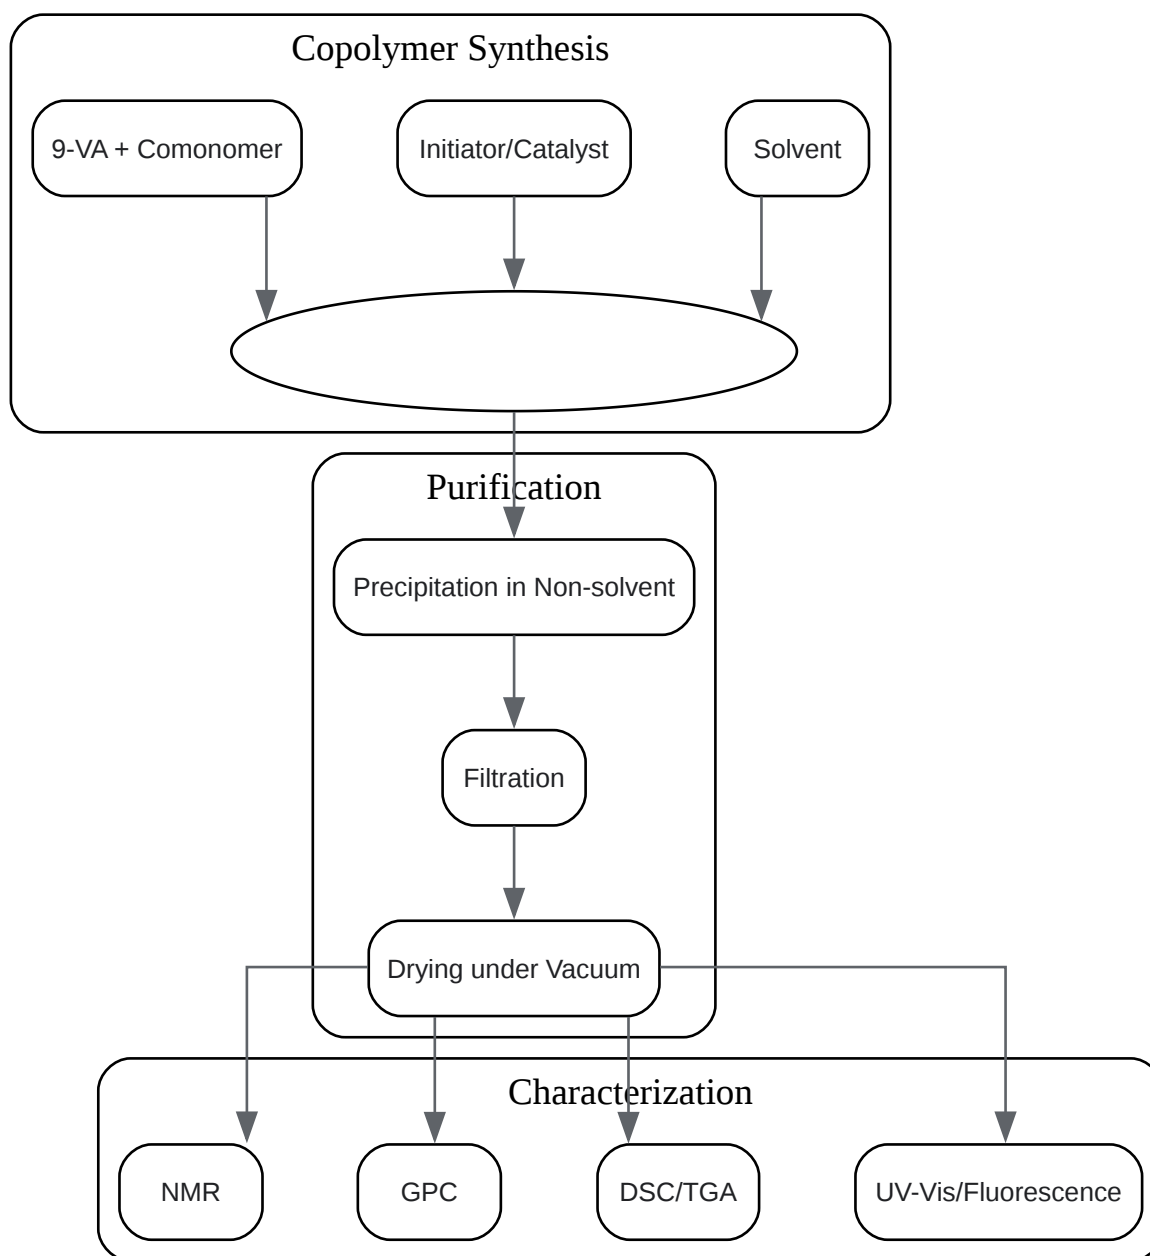 Copolymer Synthesis
9-VA + Comonomer
Initiator/Catalyst
Solvent
Purification
Precipitation in Non-solvent
Filtration
Drying under Vacuum
Characterization
NMR
GPC
DSC/TGA
UV-Vis/Fluorescence